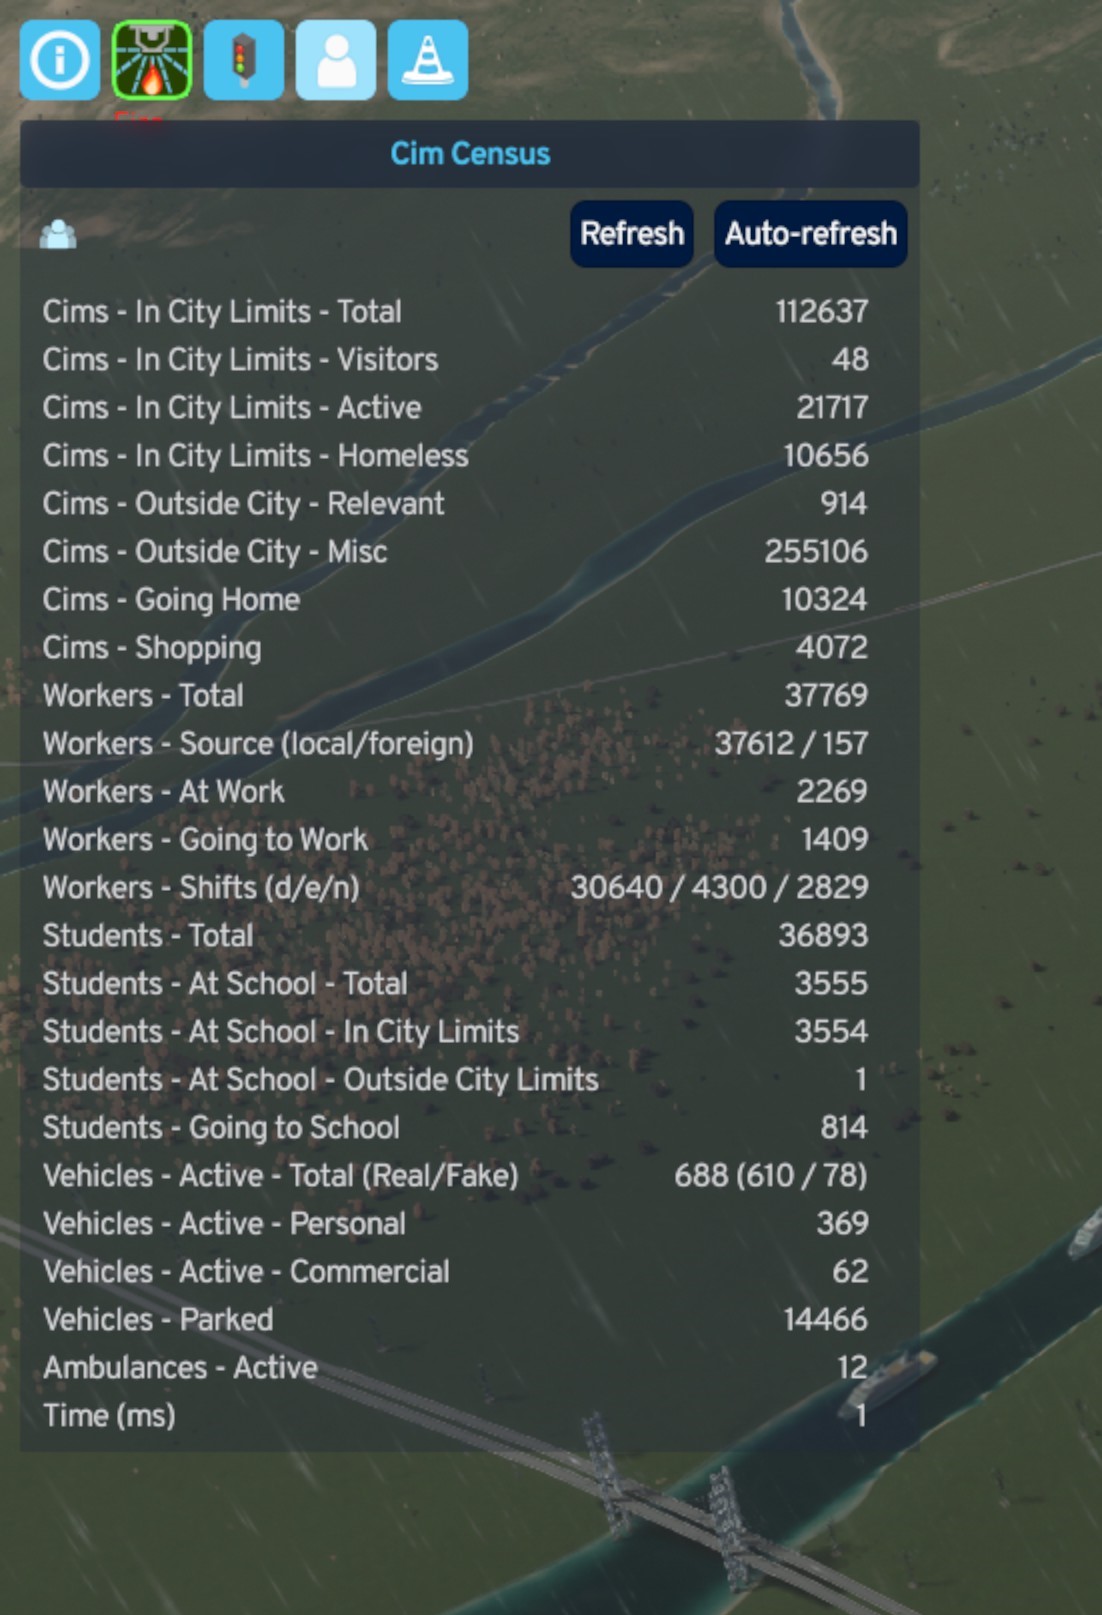 Cim Census
Refresh Auto-refresh
Cims - In City Limits - Total 112637
Cims - In City Limits - Visitors 48
Cims - In City Limits - Active 21717
Cims - In City Limits - Homeless 10656
Cims - Outside City - Relevant 914
Cims - Outside City - Misc 255106
Cims - Going Home 10324
Cims - Shopping 4072
Workers - Total 37769
Workers - Source (local/foreign) 37612 / 157
Workers - At Work 2269
Workers - Going to Work 1409
Workers - Shifts (d/e/n) 30640 / 4300 / 2829
Students - Total 36893
Students - At School - Total 3555
Students - At School - In City Limits 3554
Students - At School - Outside City Limits 1
Students - Going to School 814
Vehicles - Active - Total (Real/Fake) 688 (610 / 78)
Vehicles - Active - Personal 369
Vehicles - Active - Commercial 62
Vehicles - Parked 14466
Ambulances - Active 12
Time (ms) 1